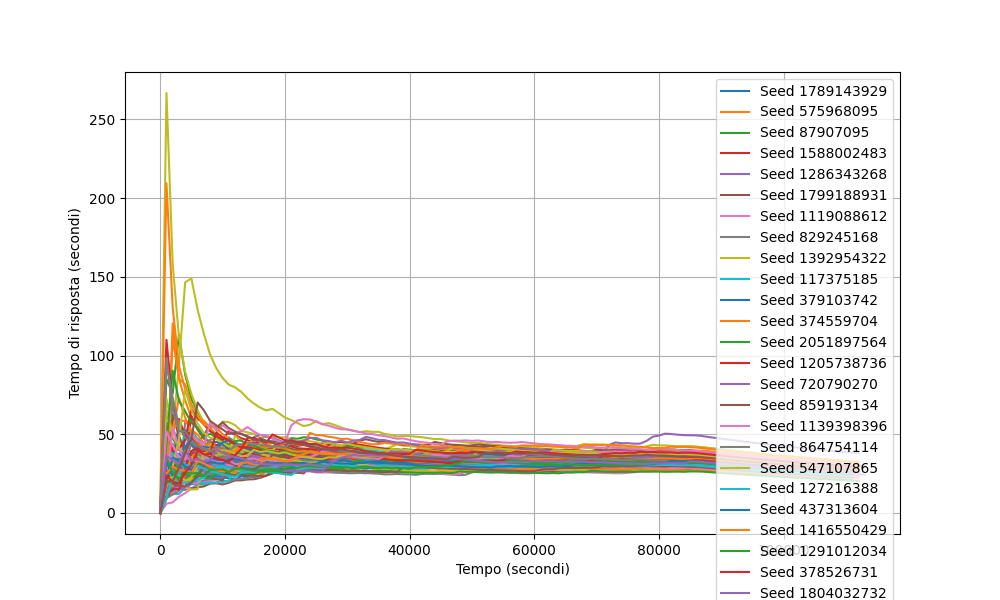 Tempo di risposta (secondi)
250
200
150
100
50
0
0
20000
40000
60000
80000
Tempo (secondi)
Seed 1789143929
Seed 575968095
Seed 87907095
Seed 1588002483
Seed 1286343268
Seed 1799188931
Seed 1119088612
Seed 829245168
Seed 1392954322
Seed 117375185
Seed 379103742
Seed 374559704
Seed 2051897564
Seed 1205738736
Seed 720790270
Seed 859193134
Seed 1139398396
Seed 864754114
Seed 547107865
Seed 127216388
Seed 437313604
Seed 1416550429
Seed 1291012034
Seed 378526731
Seed 1804032732